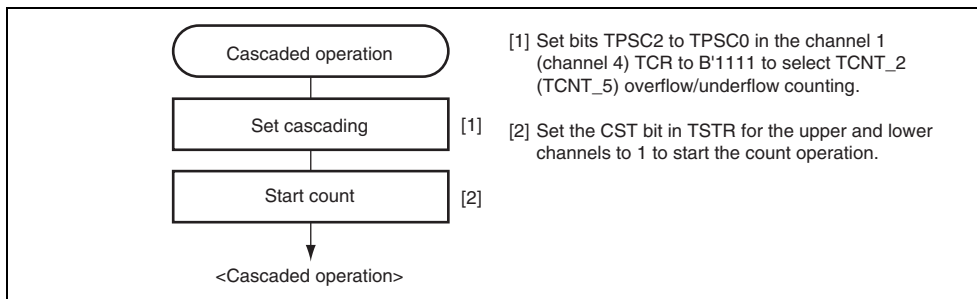 Cascaded operation
Set cascading
[1]
Start count
[2]
<Cascaded operation>
[1] Set bits TPSC2 to TPSC0 in the channel 1
(channel 4) TCR to B'1111 to select TCNT_2
(TCNT_5) overflow/underflow counting.
[2] Set the CST bit in TSTR for the upper and lower
channels to 1 to start the count operation.